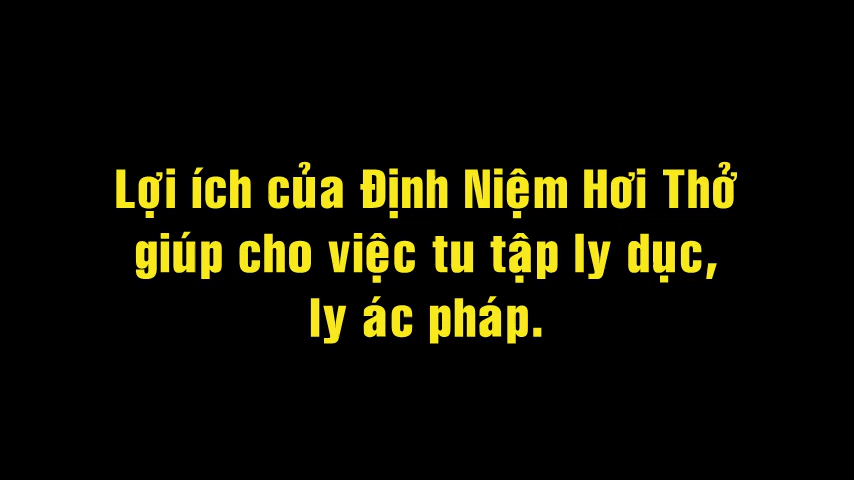 Lợi ích của Định Niệm Hơi Thở
giúp cho việc tu tập ly dục,
ly ác pháp.